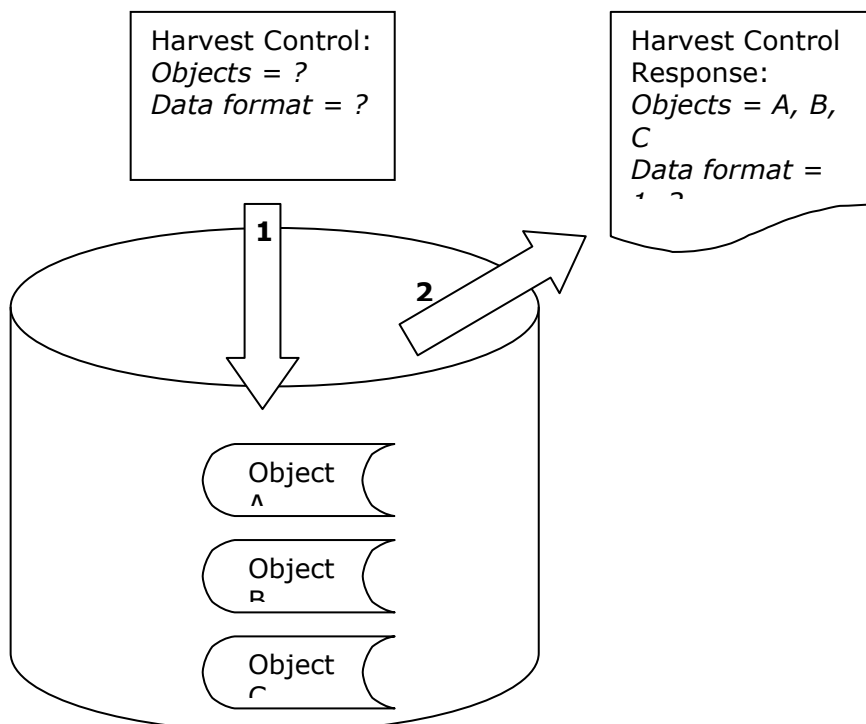 Harvest Control:
Objects = ?
Data format = ?
Harvest Control
Response:
Objects = A, B,
C
Data format =
1
2
Object
A
Object
B
Object
C